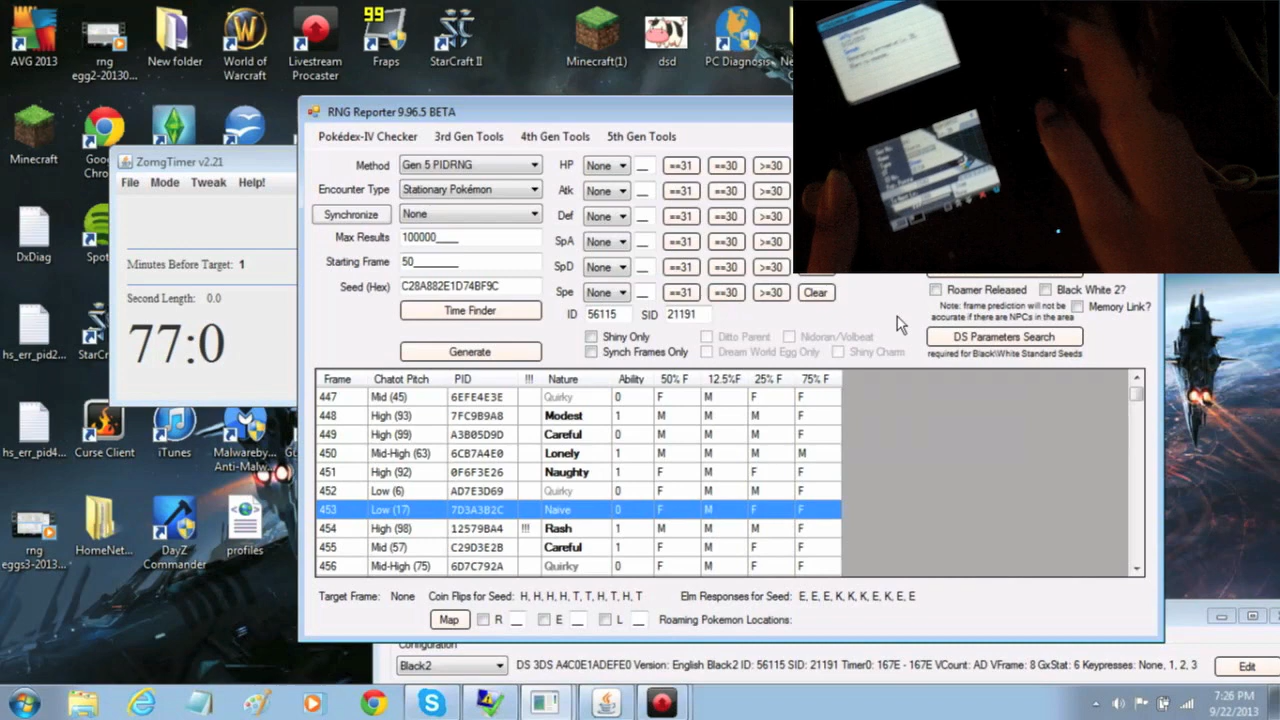 99
AVG 2013
rng
egg2-20130...
New folder
World of
Warcraft
Livestream
Procaster
Fraps
StarCraft II
Minecraft(1)
dsd
PC Diagnosis
Minecraft
DxDiag
hs_err_pid2...
hs_err_pid4...
Curse Client
iTunes
Malwareby...
Anti-Malw...
rng
eggs3-2013...
HomeNet...
DayZ
Commander
profiles
ZomgTimer v2.21
File Mode Tweak Help!
Minutes Before Target: 1
Second Length: 0.0
77:0
RNG Reporter 9.96.5 BETA
Pokédex-IV Checker 3rd Gen Tools 4th Gen Tools 5th Gen Tools
Method Gen 5 PIDRNG HP None ==31 ==30 >=30
Encounter Type Stationary Pokémon Atk None ==31 ==30 >=30
Synchronize None Def None ==31 ==30 >=30
Max Results 100000____ SpA None ==31 ==30 >=30
Starting Frame 50________ SpD None ==31 ==30 >=30
Seed (Hex) C28A882E1D74BF9C Spe None ==31 ==30 >=30 Clear
Roamer Released Black White 2?
Time Finder ID 56115 SID 21191
Note: frame prediction will not be
accurate if there are NPCs in the area
Memory Link?
Shiny Only Ditto Parent Nidoran/Volbeat DS Parameters Search
Generate Synch Frames Only Dream World Egg Only Shiny Charm required for Black\White Standard Seeds
Frame Chatot Pitch PID !!! Nature Ability 50% F 12.5%F 25% F 75% F
447 Mid (45) 6EFE4E3E Quirky 0 F M F F
448 High (93) 7FC9B9A8 Modest 1 M M M F
449 High (99) A3B05D9D Careful 0 M M M F
450 Mid-High (63) 6CB7A4E0 Lonely 1 M M M M
451 High (92) 0F6F3E26 Naughty 1 F M F F
452 Low (6) AD7E3D69 Quirky 0 F M M F
453 Low (17) 7D3A3B2C Naive 0 F M F F
454 High (98) 12579BA4 !!! Rash 1 M M M F
455 Mid (57) C29D3E2B Careful 1 F M F F
456 Mid-High (75) 6D7C792A Quirky 0 F M F F
Target Frame: None Coin Flips for Seed: H, H, H, H, T, T, H, T, H, T Elm Responses for Seed: E, E, E, K, K, K, E, K, E, E
Map R __ E __ L __ Roaming Pokemon Locations:
Configuration
Black2 DS 3DS A4C0E1ADEFE0 Version: English Black2 ID: 56115 SID: 21191 Timer0: 167E - 167E VCount: AD VFrame: 8 GxStat: 6 Keypresses: None, 1, 2, 3 Edit
7:26 PM
9/22/2013